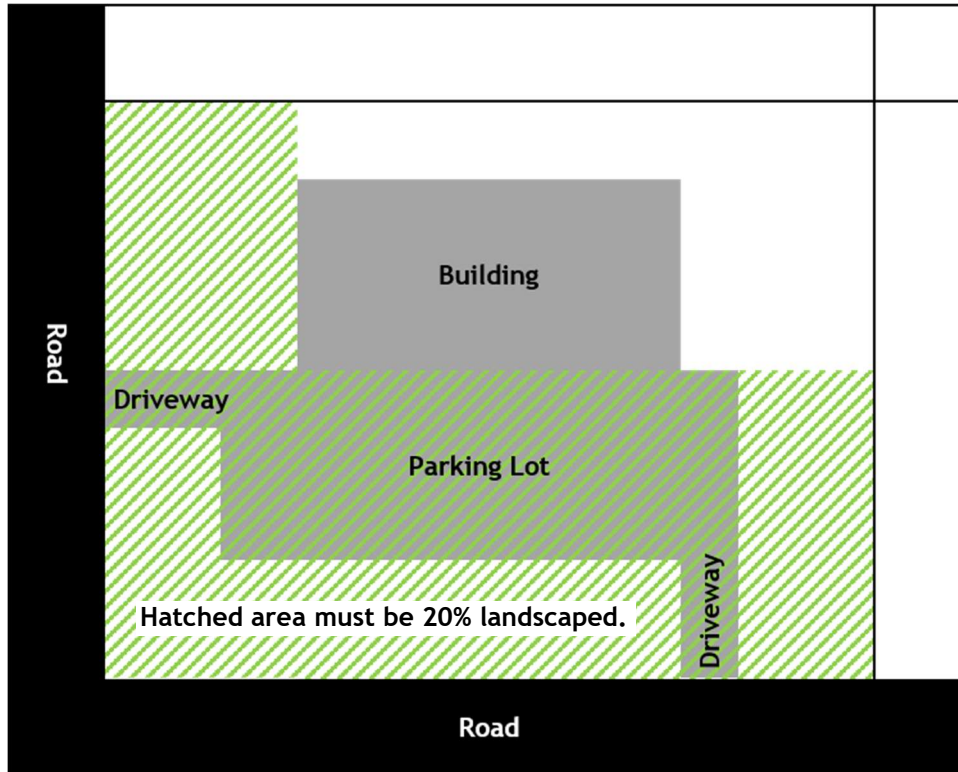 Building
Road
Driveway
Parking Lot
Driveway
Hatched area must be 20% landscaped.
Road